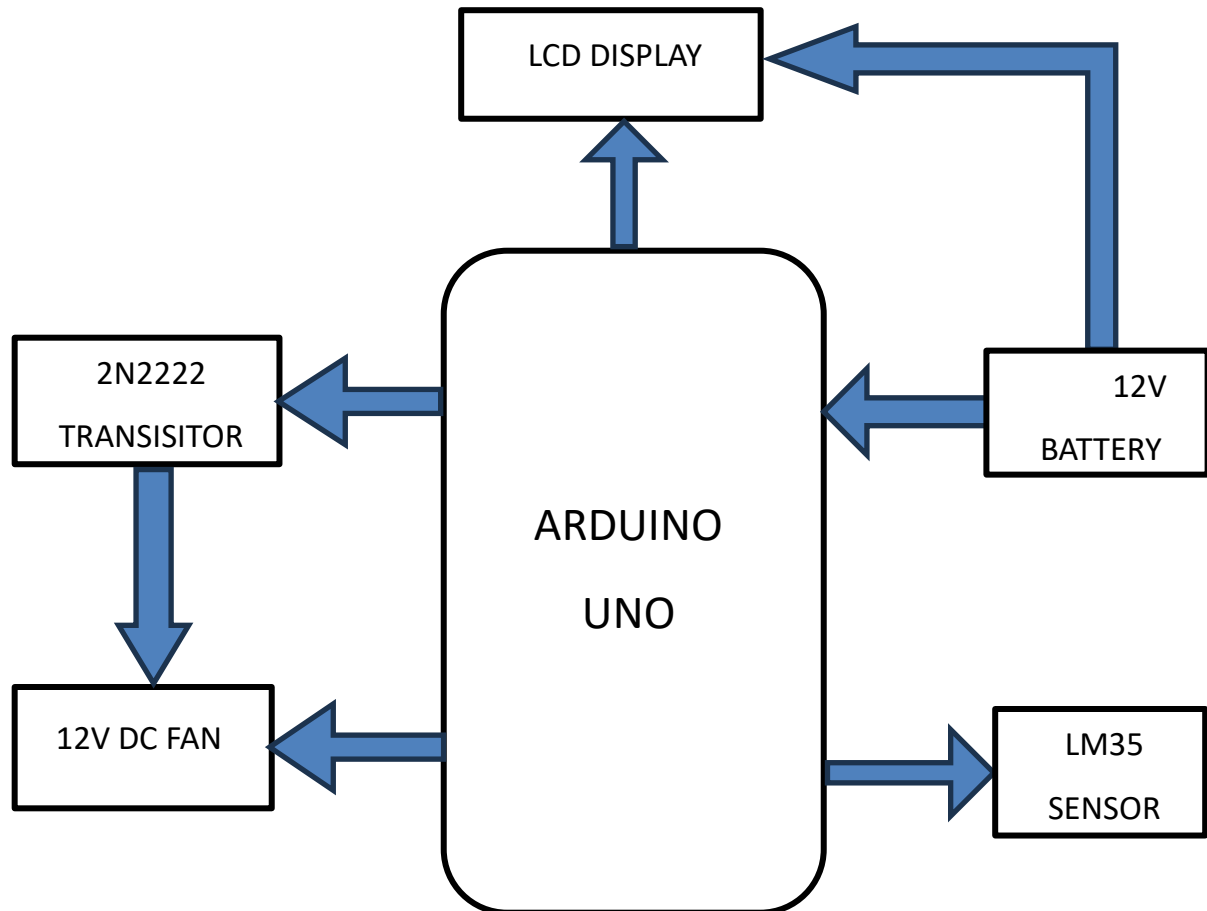 LCD DISPLAY
2N2222
TRANSISITOR
12V
BATTERY
ARDUINO
UNO
12V DC FAN
LM35
SENSOR